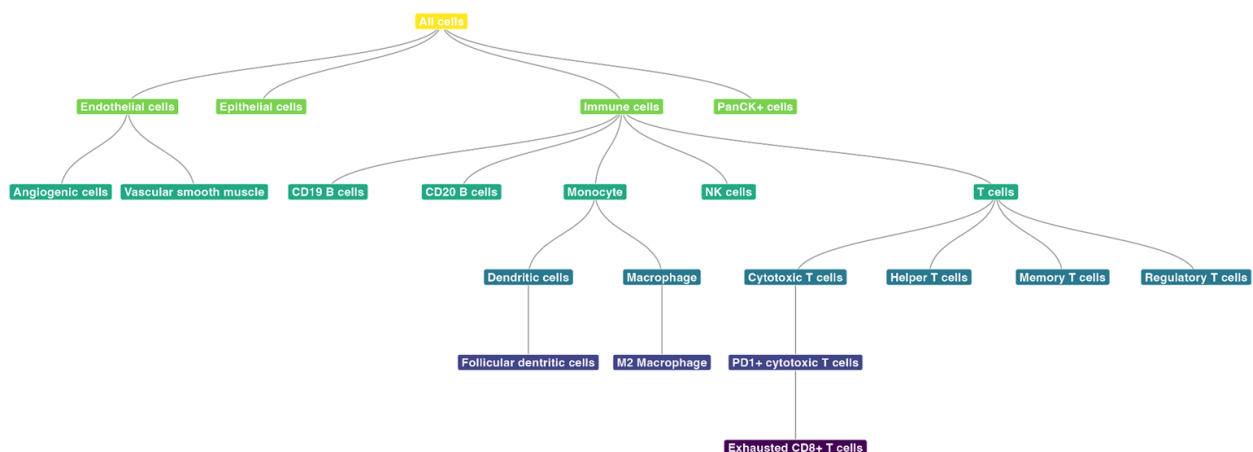 All cells
Endothelial cells
Epithelial cells
Immune cells
PanCK+ cells
Angiogenic cells
Vascular smooth muscle
CD19 B cells
CD20 B cells
Monocyte
NK cells
T cells
Dendritic cells
Macrophage
Cytotoxic T cells
Helper T cells
Memory T cells
Regulatory T cells
Follicular dentritic cells
M2 Macrophage
PD1+ cytotoxic T cells
Exhausted CD8+ T cells